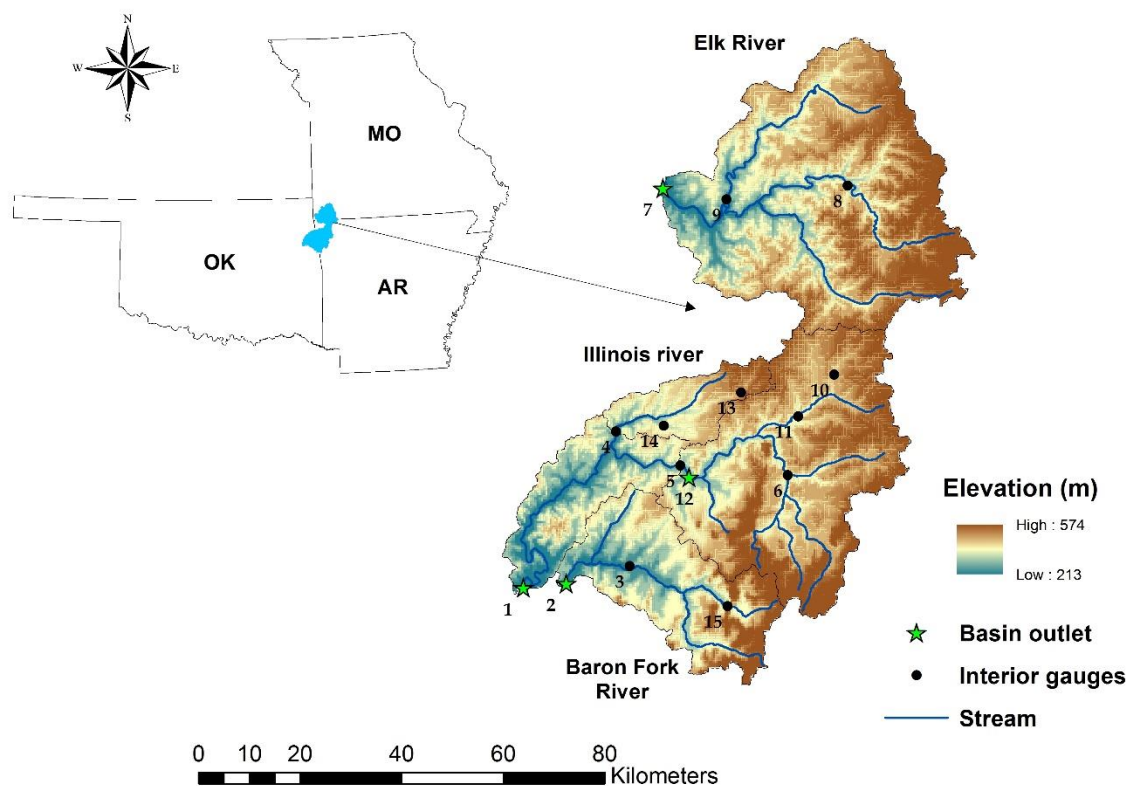 N
W
E
S
MO
OK
AR
Elk River
7
9
8
Illinois river
10
13
11
14
4
5
12
6
3
1
2
15
Baron Fork
River
Elevation (m)
High : 574
Low : 213
Basin outlet
Interior gauges
Stream
0 10 20 40 60 80
Kilometers